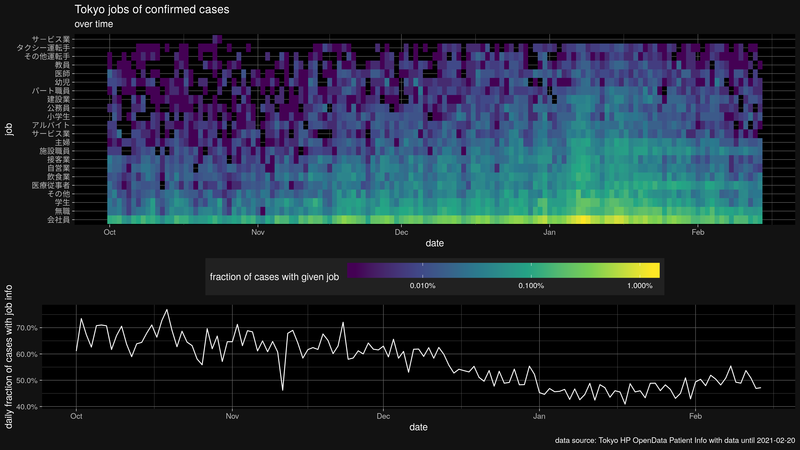 Tokyo jobs of confirmed cases
over time
job
サービス業
タクシー運転手
その他運転手
教員
医師
幼児
パート職員
建設業
公務員
小学生
アルバイト
サービス業
主婦
施設職員
接客業
自営業
飲食業
医療従事者
その他
学生
無職
会社員
Oct Nov Dec Jan Feb
date
fraction of cases with given job
0.010% 0.100% 1.000%
daily fraction of cases with job info
70.0%
60.0%
50.0%
40.0%
Oct Nov Dec Jan Feb
date
data source: Tokyo HP OpenData Patient Info with data until 2021-02-20